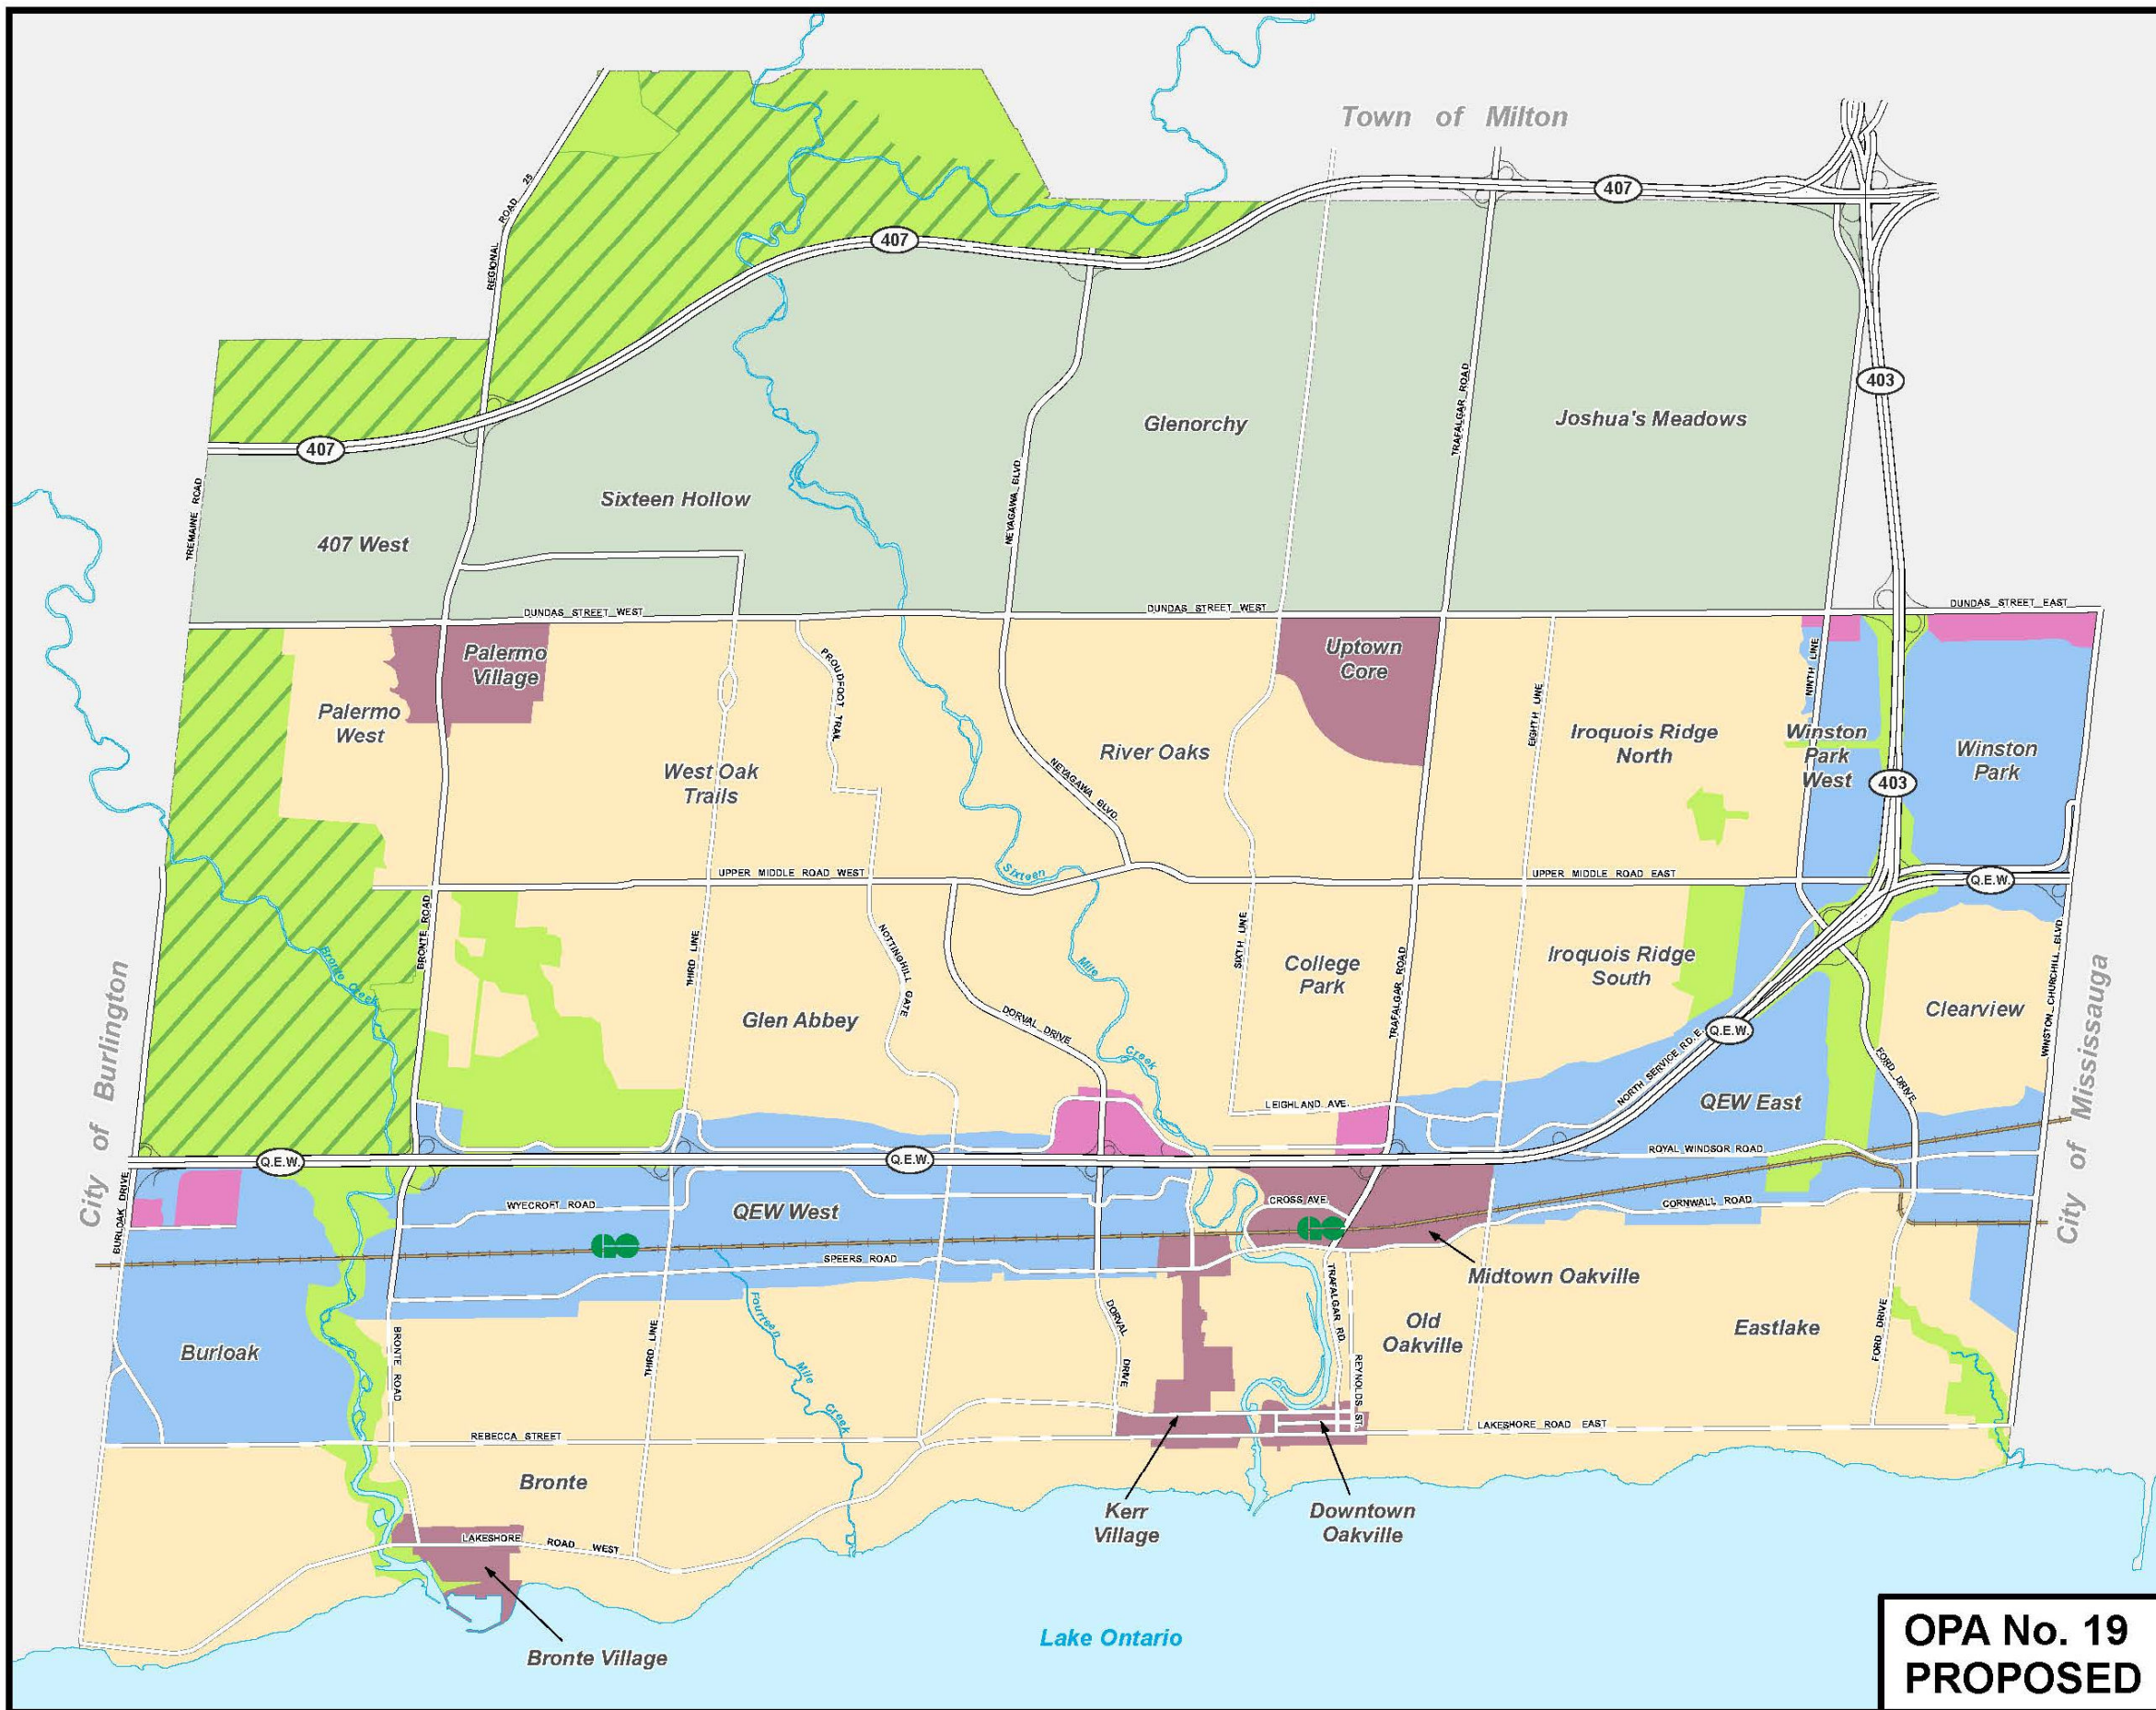 Town of Milton
407
407
REGIONAL ROAD 25
403
TRAFALGAR ROAD
Glenorchy
Joshua's Meadows
407
TREMAINE ROAD
Sixteen Hollow
NEYAGAWA BLVD.
407 West
DUNDAS STREET WEST
DUNDAS STREET WEST
DUNDAS STREET EAST
Palermo
Village
Uptown
Core
PROUDFOOT TRAIL
NINTH LINE
EIGHTH LINE
Palermo
West
Iroquois Ridge
North
Winston
Park
West
Winston
Park
River Oaks
West Oak
Trails
NEYAGAWA BLVD.
403
UPPER MIDDLE ROAD WEST
Sixteen
UPPER MIDDLE ROAD EAST
Q.E.W.
BRONTE ROAD
THIRD LINE
NOTTINGHILL GATE
SIXTH LINE
TRAFALGAR ROAD
WINSTON CHURCHILL BLVD.
Bronte Creek
Mile
College
Park
Iroquois Ridge
South
Clearview
Glen Abbey
DORVAL DRIVE
Q.E.W.
Creek
NORTH SERVICE RD. E.
FORD DRIVE
City of Burlington
City of Mississauga
LEIGHLAND AVE.
QEW East
Q.E.W.
Q.E.W.
ROYAL WINDSOR ROAD
BURLOAK DRIVE
WYECROFT ROAD
QEW West
CROSS AVE.
CORNWALL ROAD
GO
GO
SPEERS ROAD
Midtown Oakville
Fourteen
Mile
Creek
DORVAL
DRIVE
TRAFALGAR RD.
REYNOLDS ST.
Old
Oakville
Eastlake
FORD DRIVE
Burloak
BRONTE ROAD
THIRD LINE
REBECCA STREET
LAKESHORE ROAD EAST
Bronte
Kerr
Village
Downtown
Oakville
LAKESHORE ROAD WEST
Bronte Village
Lake Ontario
OPA No. 19
PROPOSED